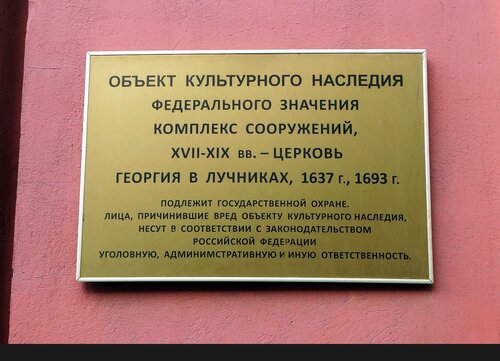 ОБЪЕКТ КУЛЬТУРНОГО НАСЛЕДИЯ
ФЕДЕРАЛЬНОГО ЗНАЧЕНИЯ
КОМПЛЕКС СООРУЖЕНИЙ,
XVII-XIX ВВ. – ЦЕРКОВЬ
ГЕОРГИЯ В ЛУЧНИКАХ, 1637 г., 1693 г.
ПОДЛЕЖИТ ГОСУДАРСТВЕННОЙ ОХРАНЕ.
ЛИЦА, ПРИЧИНИВШИЕ ВРЕД ОБЪЕКТУ КУЛЬТУРНОГО НАСЛЕДИЯ,
НЕСУТ В СООТВЕТСТВИИ С ЗАКОНОДАТЕЛЬСТВОМ
РОССИЙСКОЙ ФЕДЕРАЦИИ
УГОЛОВНУЮ, АДМИНИМСТРАТИВНУЮ И ИНУЮ ОТВЕТСТВЕННОСТЬ.